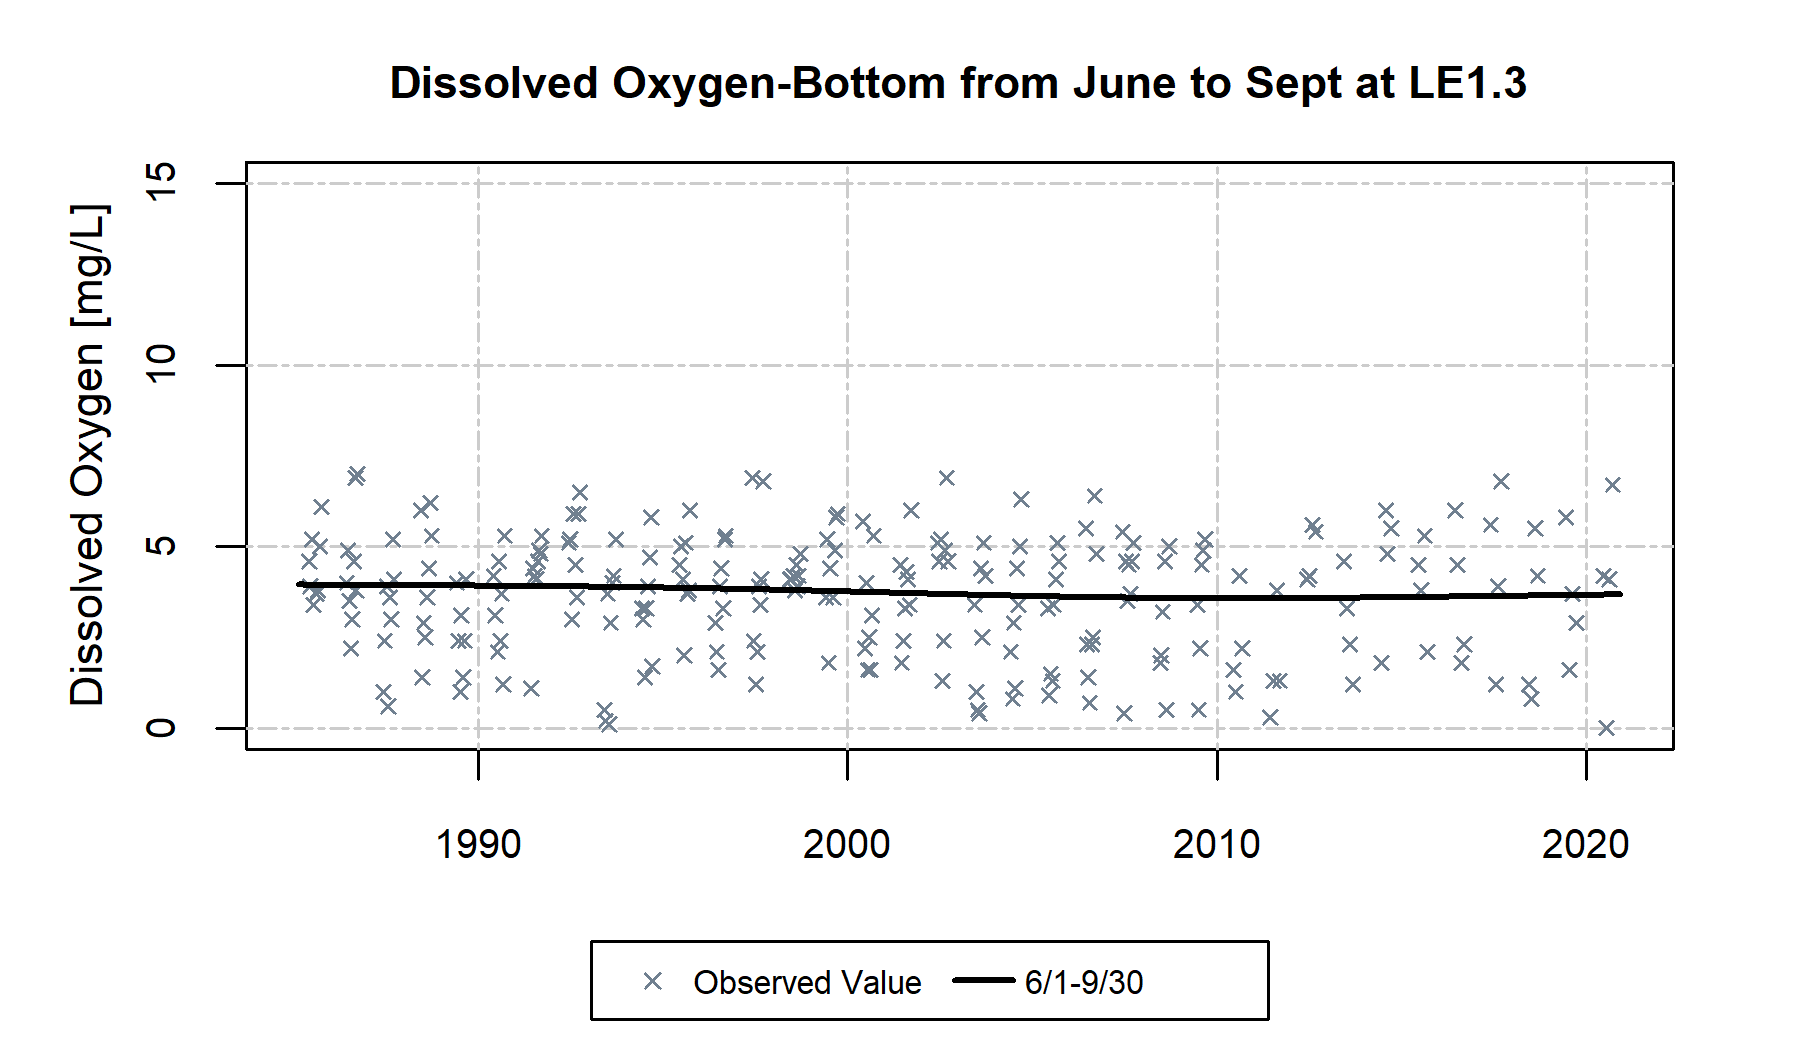 Dissolved Oxygen-Bottom from June to Sept at LE1.3
Dissolved Oxygen [mg/L]
15
10
5
0
1990 2000 2010 2020
Observed Value 6/1-9/30